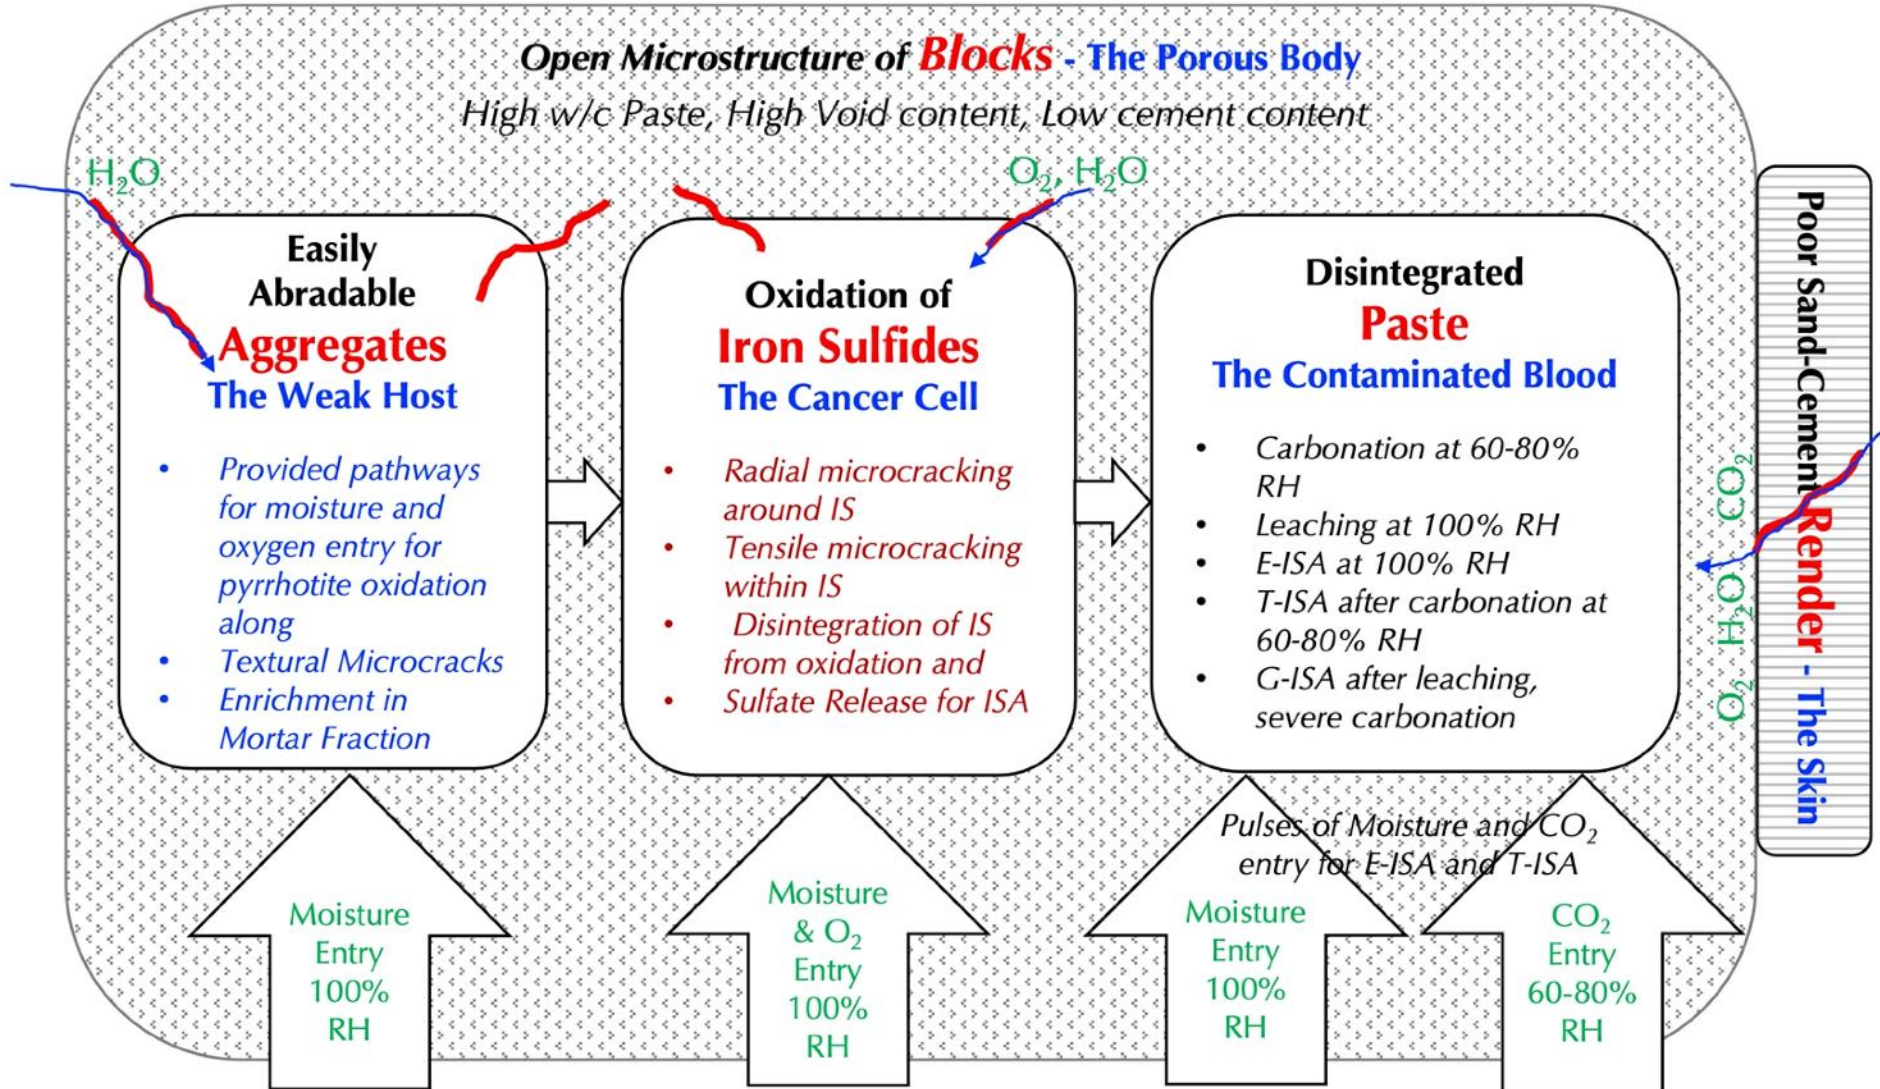 Open Microstructure of Blocks - The Porous Body
High w/c Paste, High Void content, Low cement content
H₂O
O₂, H₂O
Easily
Abradable
Aggregates
The Weak Host
• Provided pathways
for moisture and
oxygen entry for
pyrrhotite oxidation
along
• Textural Microcracks
• Enrichment in
Mortar Fraction
Oxidation of
Iron Sulfides
The Cancer Cell
• Radial microcracking
around IS
• Tensile microcracking
within IS
• Disintegration of IS
from oxidation and
• Sulfate Release for ISA
Disintegrated
Paste
The Contaminated Blood
• Carbonation at 60-80%
RH
• Leaching at 100% RH
• E-ISA at 100% RH
• T-ISA after carbonation at
60-80% RH
• G-ISA after leaching,
severe carbonation
O₂ H₂O CO₂
Poor Sand-Cement Render - The Skin
Moisture
Entry
100%
RH
Moisture
& O₂
Entry
100%
RH
Pulses of Moisture and CO₂
entry for E-ISA and T-ISA
Moisture
Entry
100%
RH
CO₂
Entry
60-80%
RH